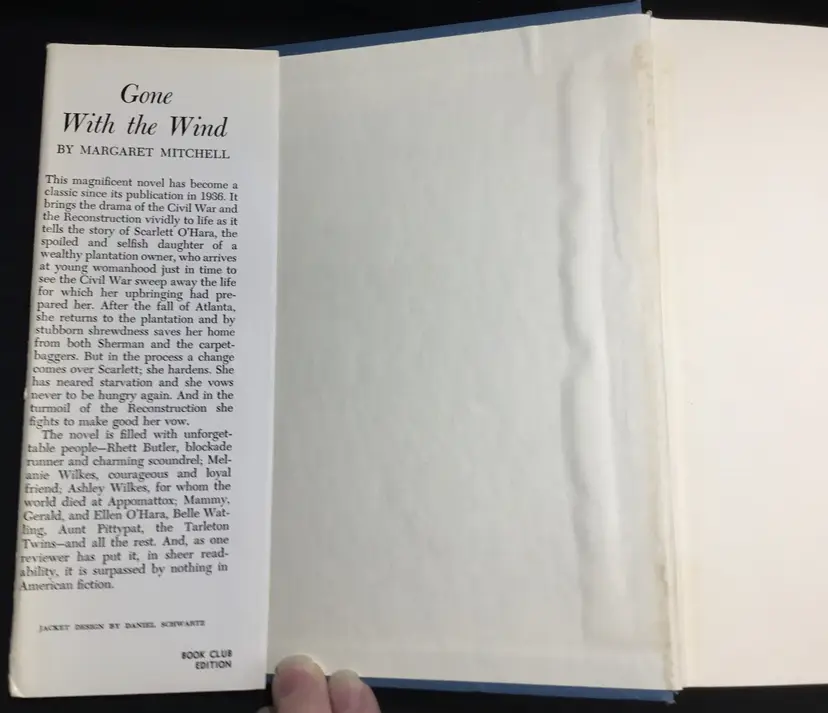 Gone
With the Wind
BY MARGARET MITCHELL
This magnificent novel has become a
classic since its publication in 1936. It
brings the drama of the Civil War and
the Reconstruction vividly to life as it
tells the story of Scarlett O'Hara, the
spoiled and selfish daughter of a
wealthy plantation owner, who arrives
at young womanhood just in time to
see the Civil War sweep away the life
for which her upbringing had pre-
pared her. After the fall of Atlanta,
she returns to the plantation and by
stubborn shrewdness saves her home
from both Sherman and the carpet-
baggers. But in the process a change
comes over Scarlett; she hardens. She
has neared starvation and she vows
never to be hungry again. And in the
turmoil of the Reconstruction she
fights to make good her vow.
The novel is filled with unforget-
table people—Rhett Butler, blockade
runner and charming scoundrel; Mel-
anie Wilkes, courageous and loyal
friend; Ashley Wilkes, for whom the
world died at Appomattox; Mammy,
Gerald, and Ellen O'Hara, Belle Wat-
ling, Aunt Pittypat, the Tarleton
Twins—and all the rest. And, as one
reviewer has put it, in sheer read-
ability, it is surpassed by nothing in
American fiction.
JACKET DESIGN BY DANIEL SCHWARTZ
BOOK CLUB
EDITION